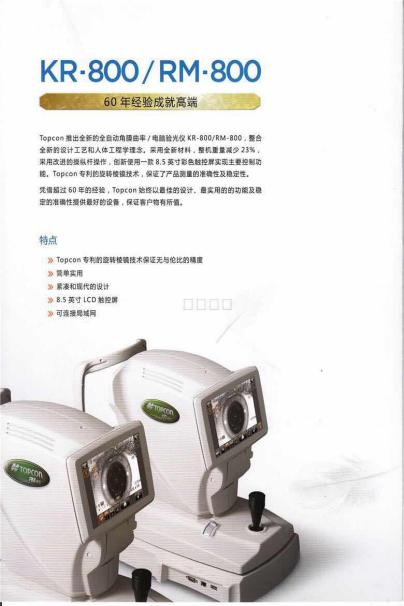 KR-800/RM-800
60 年经验成就高端
Topcon 推出全新的全自动角膜曲率 / 电脑验光仪 KR-800/RM-800，整合
全新的设计工艺和人体工程学理念。采用全新材料，整机重量减少 23%，
采用改进的操纵杆操作，创新使用一款 8.5 英寸彩色触控屏实现主要控制功
能。Topcon 专利的旋转棱镜技术，保证了产品测量的准确性及稳定性。
凭借超过 60 年的经验，Topcon 始终以最佳的设计、最实用的的功能及稳
定的准确性提供最好的设备，保证客户物有所值。
特点
» Topcon 专利的旋转棱镜技术保证无与伦比的精度
» 简单实用
» 紧凑和现代的设计
» 8.5 英寸 LCD 触控屏
» 可连接局域网
□□□□
TOPCON
TOPCON